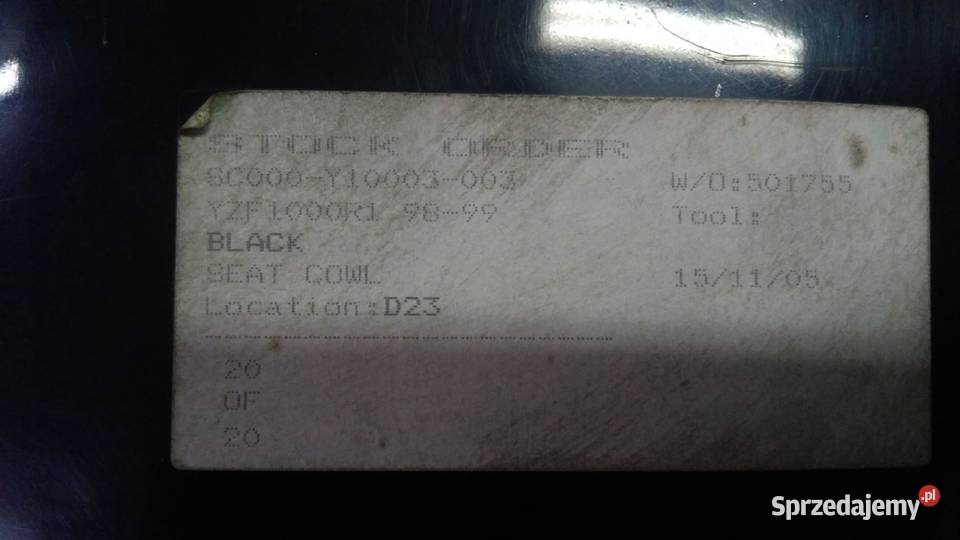 STOCK ORDER
SC000-Y10003-003 W/O:501755
YZF1000R1 98-99 Tool:
BLACK
SEAT COWL 15/11/05
Location:D23
20
OF
20
Sprzedajemy.pl